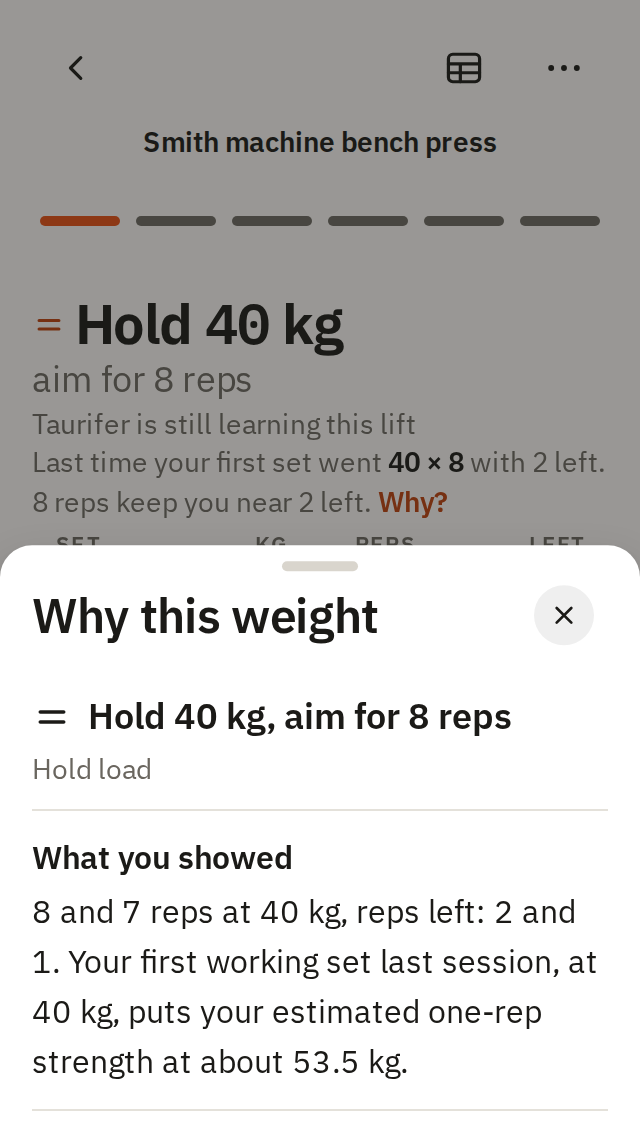 Smith machine bench press
= Hold 40 kg
aim for 8 reps
Taurifer is still learning this lift
Last time your first set went 40 × 8 with 2 left.
8 reps keep you near 2 left. Why?
SET KG REPS LEFT
Why this weight
= Hold 40 kg, aim for 8 reps
Hold load
What you showed
8 and 7 reps at 40 kg, reps left: 2 and
1. Your first working set last session, at
40 kg, puts your estimated one-rep
strength at about 53.5 kg.